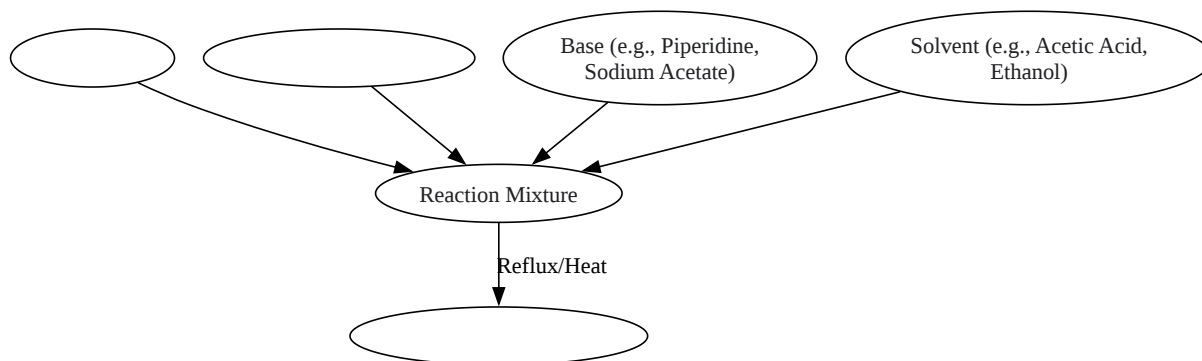 Base (e.g., Piperidine,
Sodium Acetate)
Solvent (e.g., Acetic Acid,
Ethanol)
Reaction Mixture
Reflux/Heat